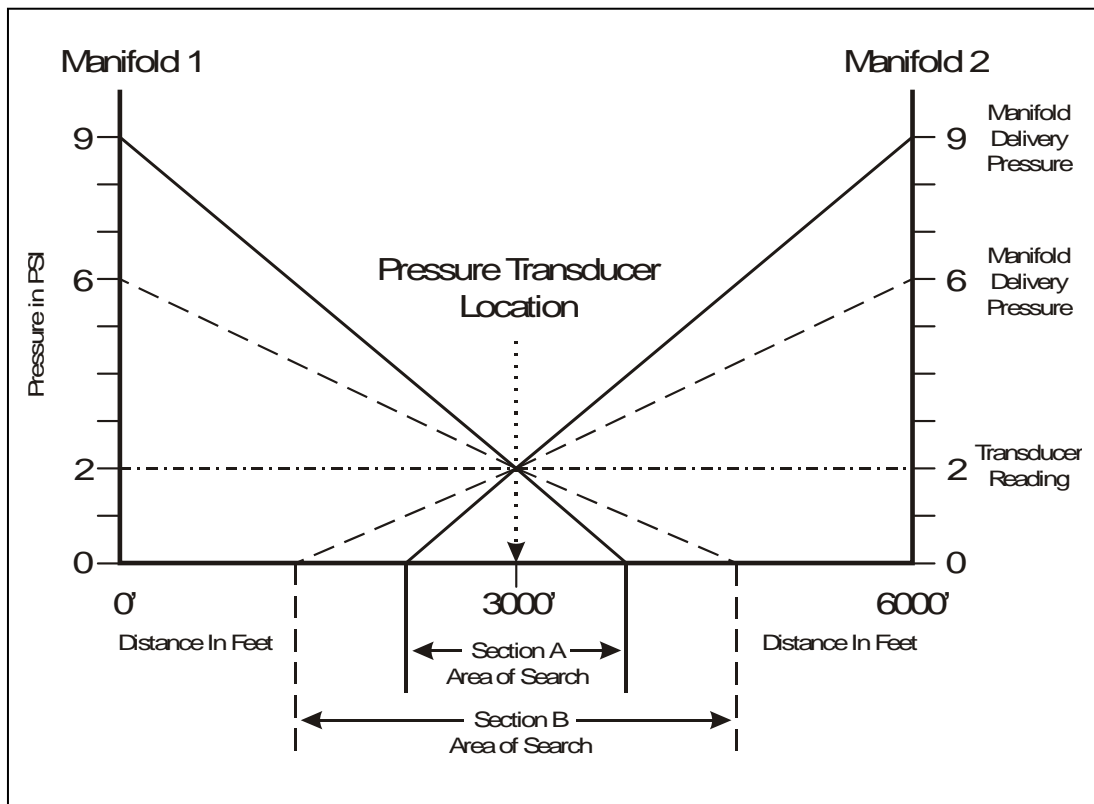 Manifold 1
Manifold 2
9
9
Manifold
Delivery
Pressure
Pressure in PSI
Pressure Transducer
Location
6
6
Manifold
Delivery
Pressure
2
2
Transducer
Reading
0
0
0'
3000'
6000'
Distance In Feet
Section A
Area of Search
Distance In Feet
Section B
Area of Search